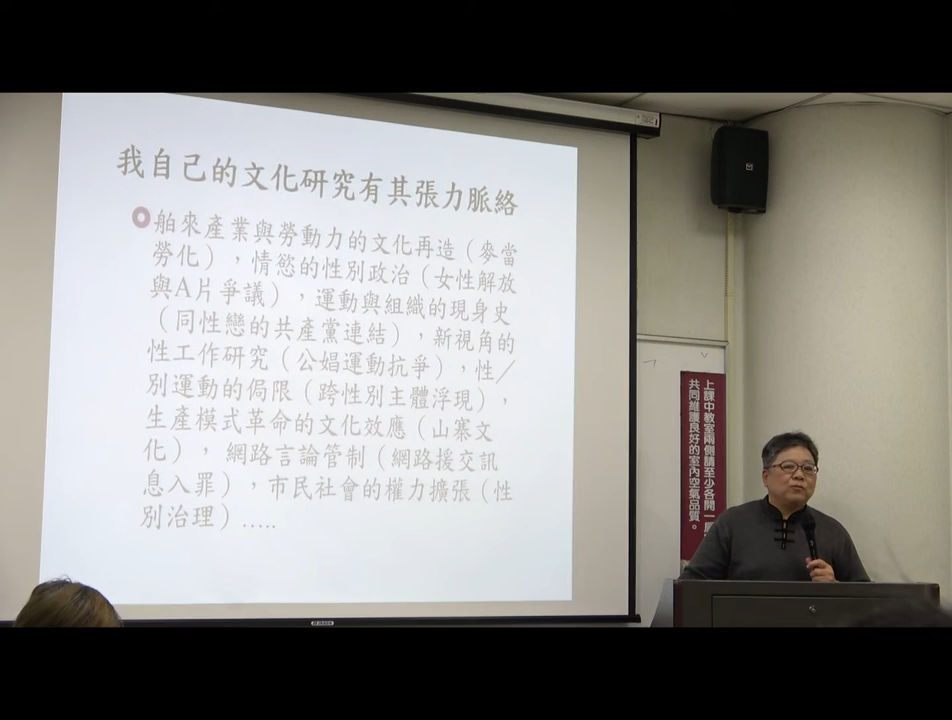 我自己的文化研究有其張力脈絡
舶來產業與勞動力的文化再造（麥當
勞化），情慾的性別政治（女性解放
與A片爭議），運動與組織的現身史
（同性戀的共產黨連結），新視角的
性工作研究（公娼運動抗爭），性／
別運動的侷限（跨性別主體浮現），
生產模式革命的文化效應（山寨文
化），網路言論管制（網路援交訊
息入罪），市民社會的權力擴張（性
別治理）.....
上課中教室兩側請至少各開一扇
共同維護良好的室內空氣品質。